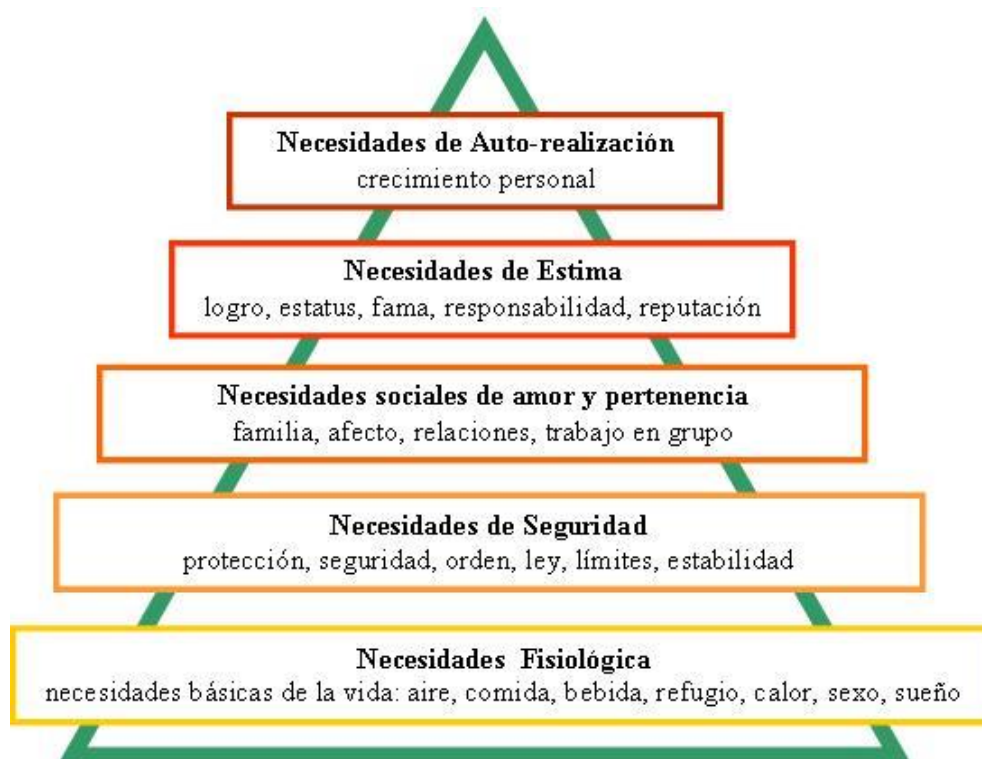 Necesidades de Auto-realización
crecimiento personal
Necesidades de Estima
logro, estatus, fama, responsabilidad, reputación
Necesidades sociales de amor y pertenencia
familia, afecto, relaciones, trabajo en grupo
Necesidades de Seguridad
protección, seguridad, orden, ley, límites, estabilidad
Necesidades Fisiológica
necesidades básicas de la vida: aire, comida, bebida, refugio, calor, sexo, sueño